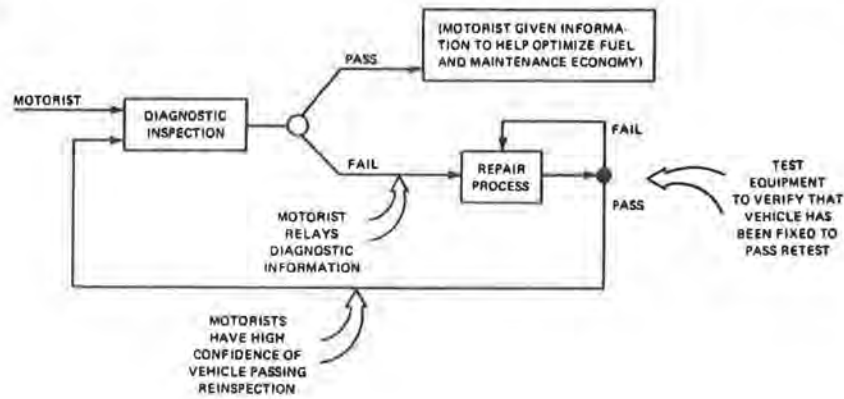 (MOTORIST GIVEN INFORMA-
TION TO HELP OPTIMIZE FUEL
AND MAINTENANCE ECONOMY)
PASS
MOTORIST
DIAGNOSTIC
INSPECTION
FAIL
REPAIR
PROCESS
FAIL
PASS
TEST
EQUIPMENT
TO VERIFY THAT
VEHICLE HAS
BEEN FIXED TO
PASS RETEST
MOTORIST
RELAYS
DIAGNOSTIC
INFORMATION
MOTORISTS
HAVE HIGH
CONFIDENCE OF
VEHICLE PASSING
REINSPECTION